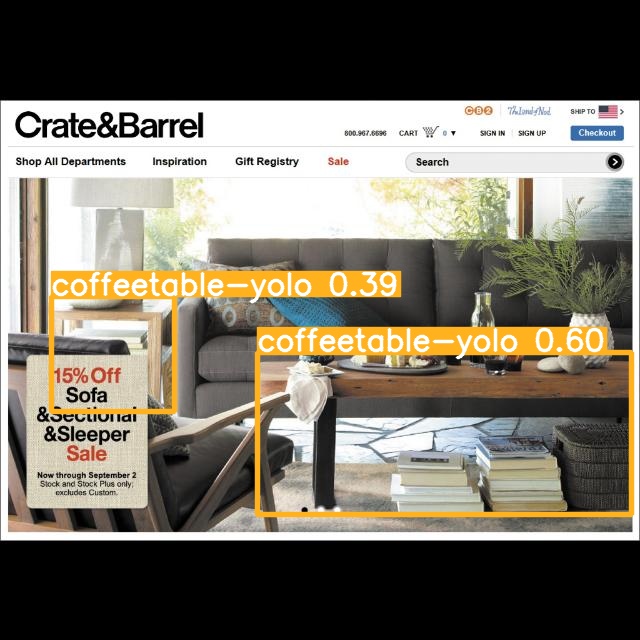 CB2 The Land of Nod SHIP TO
Crate&Barrel
800.967.6696 CART 0 SIGN IN SIGN UP Checkout
Shop All Departments Inspiration Gift Registry Sale Search
coffeetable-yolo 0.39
coffeetable-yolo 0.60
15% Off
Sofa
&Sectional
&Sleeper
Sale
Now through September 2
Stock and Stock Plus only;
excludes Custom.